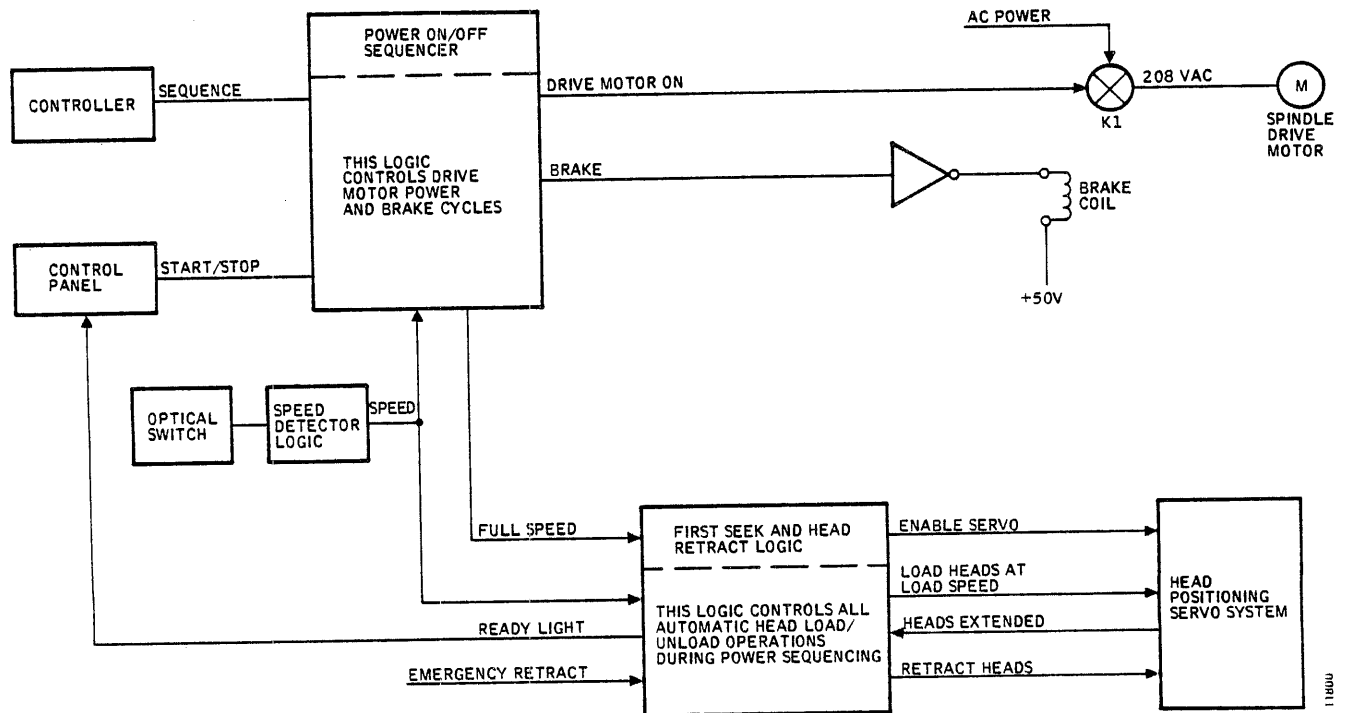 AC POWER
POWER ON/OFF
SEQUENCER
CONTROLLER
SEQUENCE
DRIVE MOTOR ON
208 VAC
M
K1
SPINDLE
DRIVE
MOTOR
THIS LOGIC
CONTROLS DRIVE
MOTOR POWER
AND BRAKE CYCLES
BRAKE
BRAKE
COIL
+50V
CONTROL
PANEL
START/STOP
OPTICAL
SWITCH
SPEED
DETECTOR
LOGIC
SPEED
FULL SPEED
FIRST SEEK AND HEAD
RETRACT LOGIC
ENABLE SERVO
LOAD HEADS AT
LOAD SPEED
HEAD
POSITIONING
SERVO SYSTEM
THIS LOGIC CONTROLS ALL
AUTOMATIC HEAD LOAD/
UNLOAD OPERATIONS
DURING POWER SEQUENCING
READY LIGHT
HEADS EXTENDED
EMERGENCY RETRACT
RETRACT HEADS